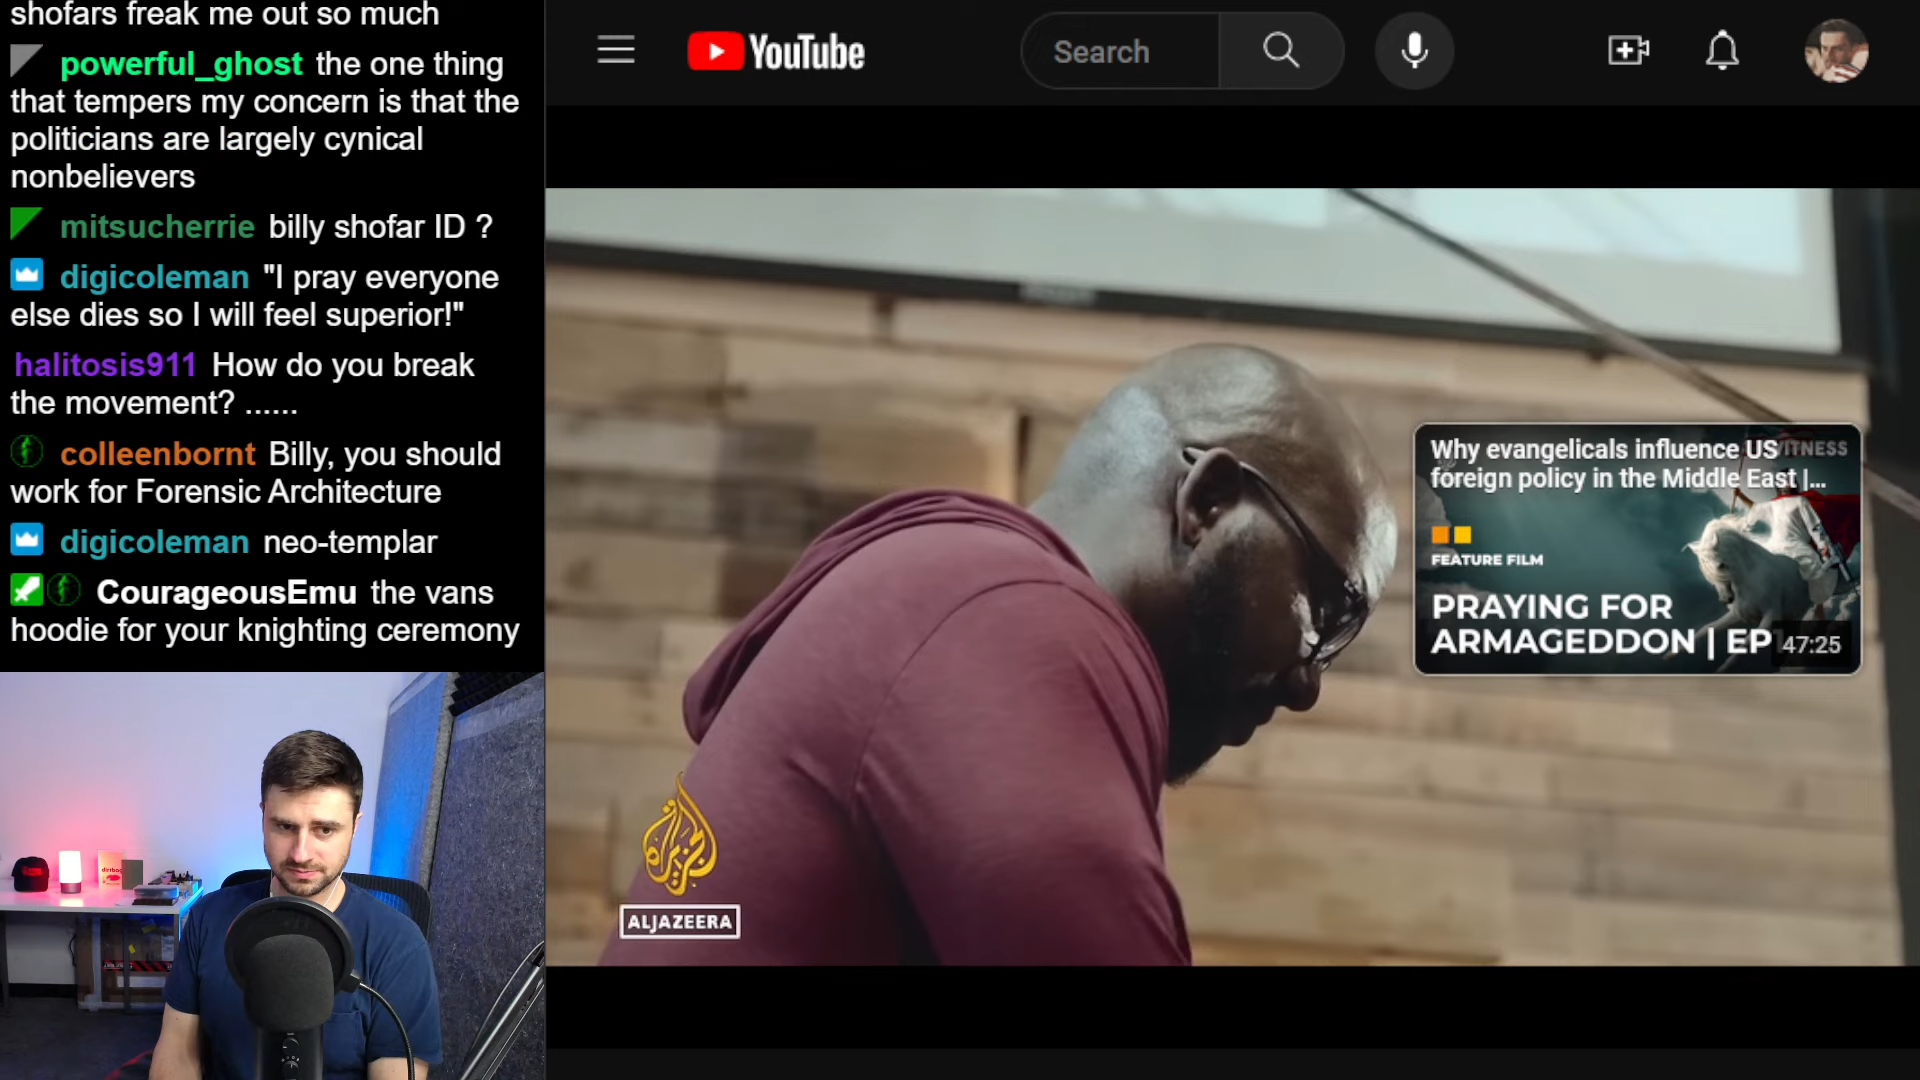 shofars freak me out so much
powerful_ghost the one thing
that tempers my concern is that the
politicians are largely cynical
nonbelievers
mitsucherrie billy shofar ID ?
digicoleman "I pray everyone
else dies so I will feel superior!"
halitosis911 How do you break
the movement? ......
colleenbornt Billy, you should
work for Forensic Architecture
digicoleman neo-templar
CourageousEmu the vans
hoodie for your knighting ceremony
YouTube
Search
Why evangelicals influence US
foreign policy in the Middle East |...
FEATURE FILM
PRAYING FOR
ARMAGEDDON | EP
47:25
الجزيرة
ALJAZEERA